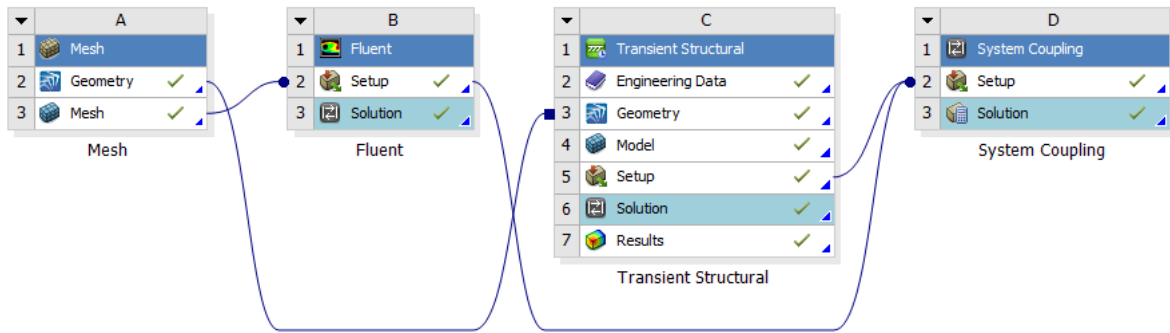 A
1 Mesh
2 Geometry
3 Mesh
Mesh
B
1 Fluent
2 Setup
3 Solution
Fluent
C
1 Transient Structural
2 Engineering Data
3 Geometry
4 Model
5 Setup
6 Solution
7 Results
Transient Structural
D
1 System Coupling
2 Setup
3 Solution
System Coupling